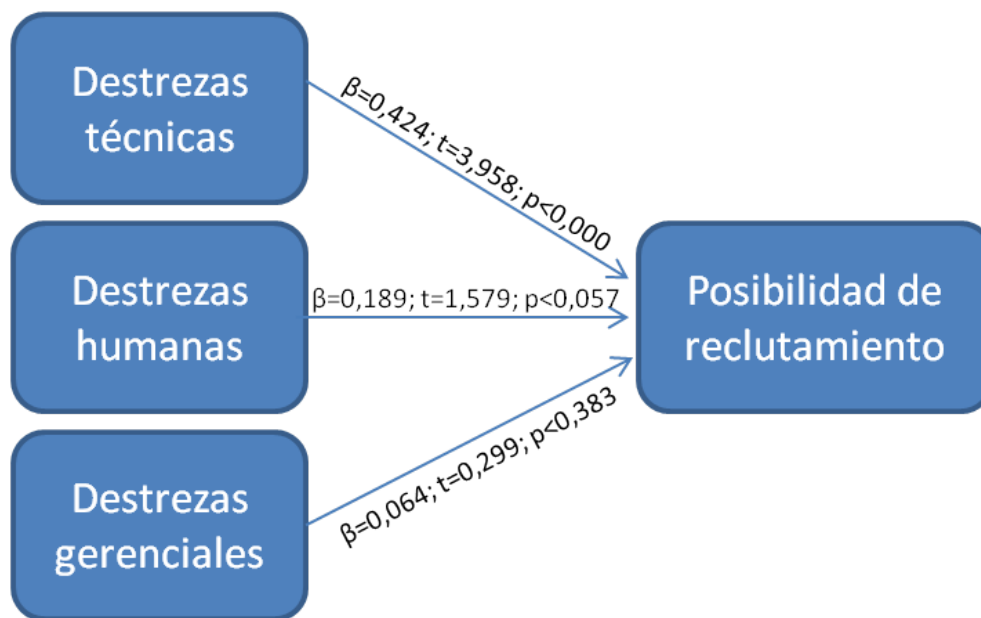 Destrezas
técnicas
β=0,424; t=3,958; p<0,000
Destrezas
humanas
β=0,189; t=1,579; p<0,057
Posibilidad de
reclutamiento
Destrezas
gerenciales
β=0,064; t=0,299; p<0,383